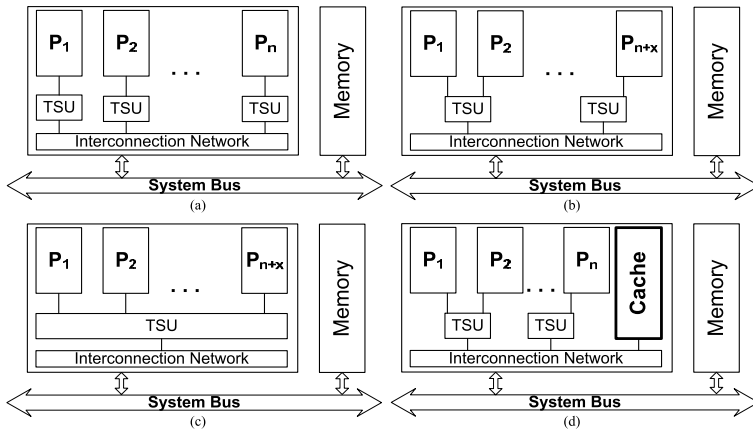 P1 P2 . . . Pn Memory
TSU TSU TSU
Interconnection Network
System Bus
(a)
P1 P2 . . . Pn+x Memory
TSU TSU
Interconnection Network
System Bus
(b)
P1 P2 . . . Pn+x Memory
TSU
Interconnection Network
System Bus
(c)
P1 P2 . . . Pn Cache Memory
TSU TSU
Interconnection Network
System Bus
(d)